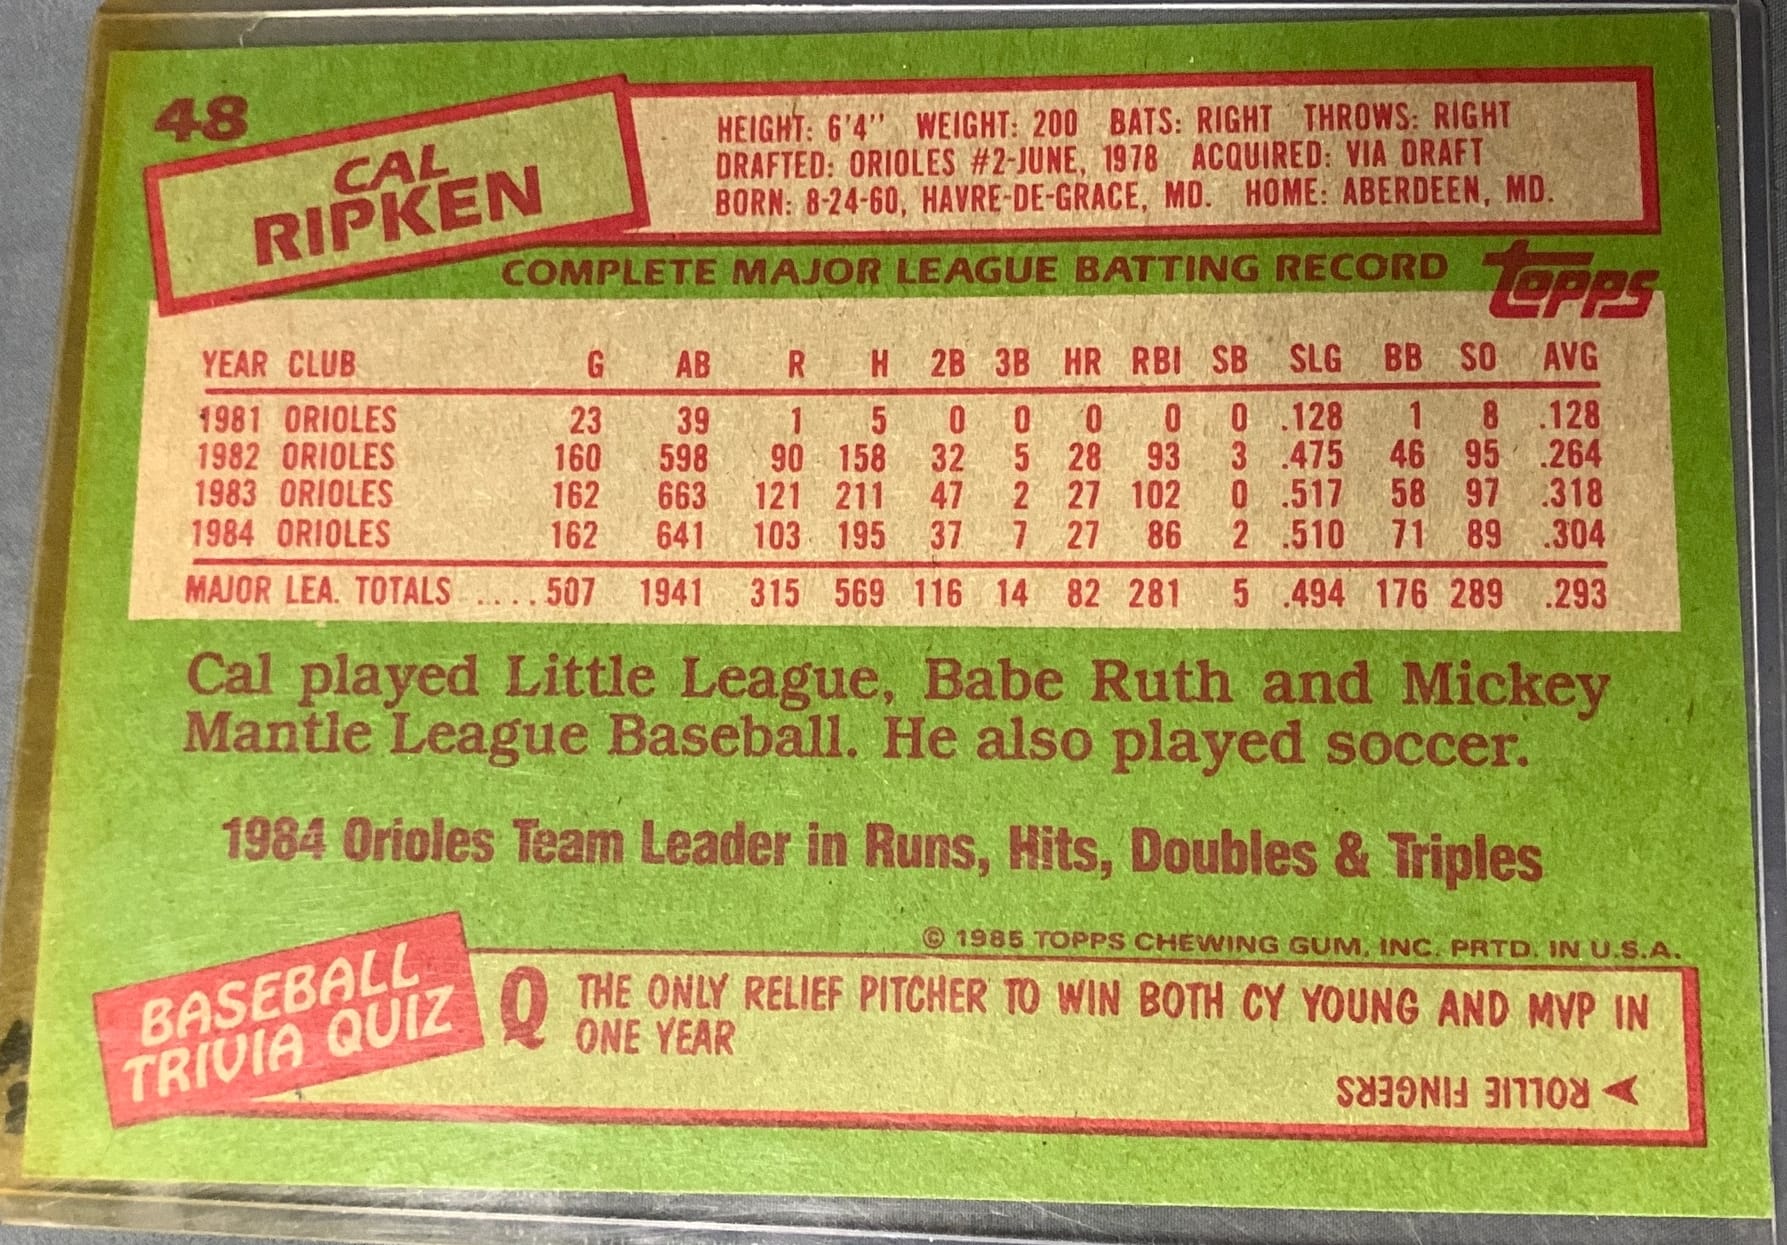 48
CAL
RIPKEN
HEIGHT: 6'4" WEIGHT: 200 BATS: RIGHT THROWS: RIGHT
DRAFTED: ORIOLES #2-JUNE, 1978 ACQUIRED: VIA DRAFT
BORN: 8-24-60, HAVRE-DE-GRACE, MD. HOME: ABERDEEN, MD.
COMPLETE MAJOR LEAGUE BATTING RECORD
topps
YEAR CLUB G AB R H 2B 3B HR RBI SB SLG BB SO AVG
1981 ORIOLES 23 39 1 5 0 0 0 0 0 .128 1 8 .128
1982 ORIOLES 160 598 90 158 32 5 28 93 3 .475 46 95 .264
1983 ORIOLES 162 663 121 211 47 2 27 102 0 .517 58 97 .318
1984 ORIOLES 162 641 103 195 37 7 27 86 2 .510 71 89 .304
MAJOR LEA. TOTALS .....507 1941 315 569 116 14 82 281 5 .494 176 289 .293
Cal played Little League, Babe Ruth and Mickey
Mantle League Baseball. He also played soccer.
1984 Orioles Team Leader in Runs, Hits, Doubles & Triples
© 1985 TOPPS CHEWING GUM, INC. PRTD. IN U.S.A.
BASEBALL
TRIVIA QUIZ
Q THE ONLY RELIEF PITCHER TO WIN BOTH CY YOUNG AND MVP IN
ONE YEAR
ROLLIE FINGERS